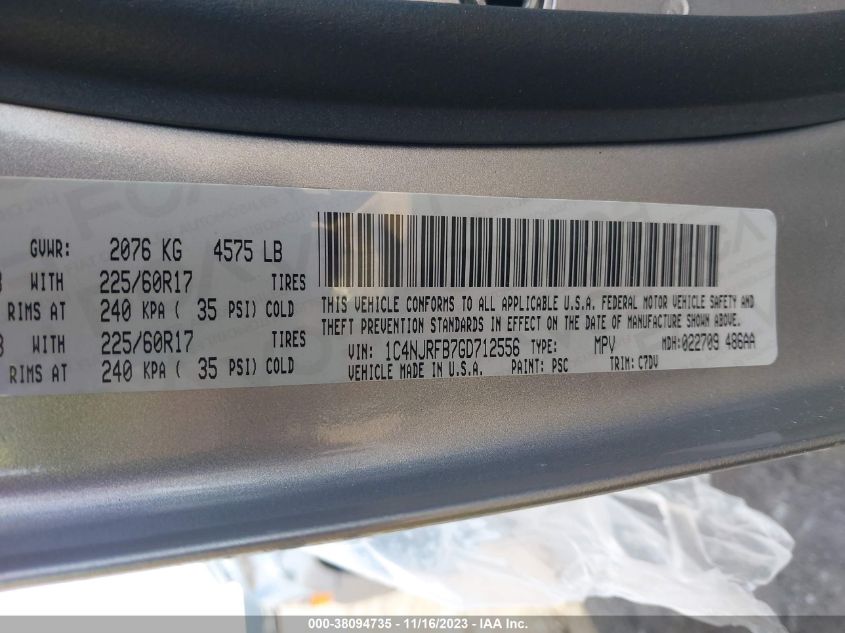 GVWR: 2076 KG 4575 LB
WITH 225/60R17 TIRES
RIMS AT 240 KPA ( 35 PSI) COLD
WITH 225/60R17 TIRES
RIMS AT 240 KPA ( 35 PSI) COLD
THIS VEHICLE CONFORMS TO ALL APPLICABLE U.S.A. FEDERAL MOTOR VEHICLE SAFETY AND
THEFT PREVENTION STANDARDS IN EFFECT ON THE DATE OF MANUFACTURE SHOWN ABOVE.
VIN: 1C4NJRFB7GD712556 TYPE: MPV MDH:022709 486AA
VEHICLE MADE IN U.S.A. PAINT: PSC TRIM: C7DV
000-38094735 - 11/16/2023 - IAA Inc.